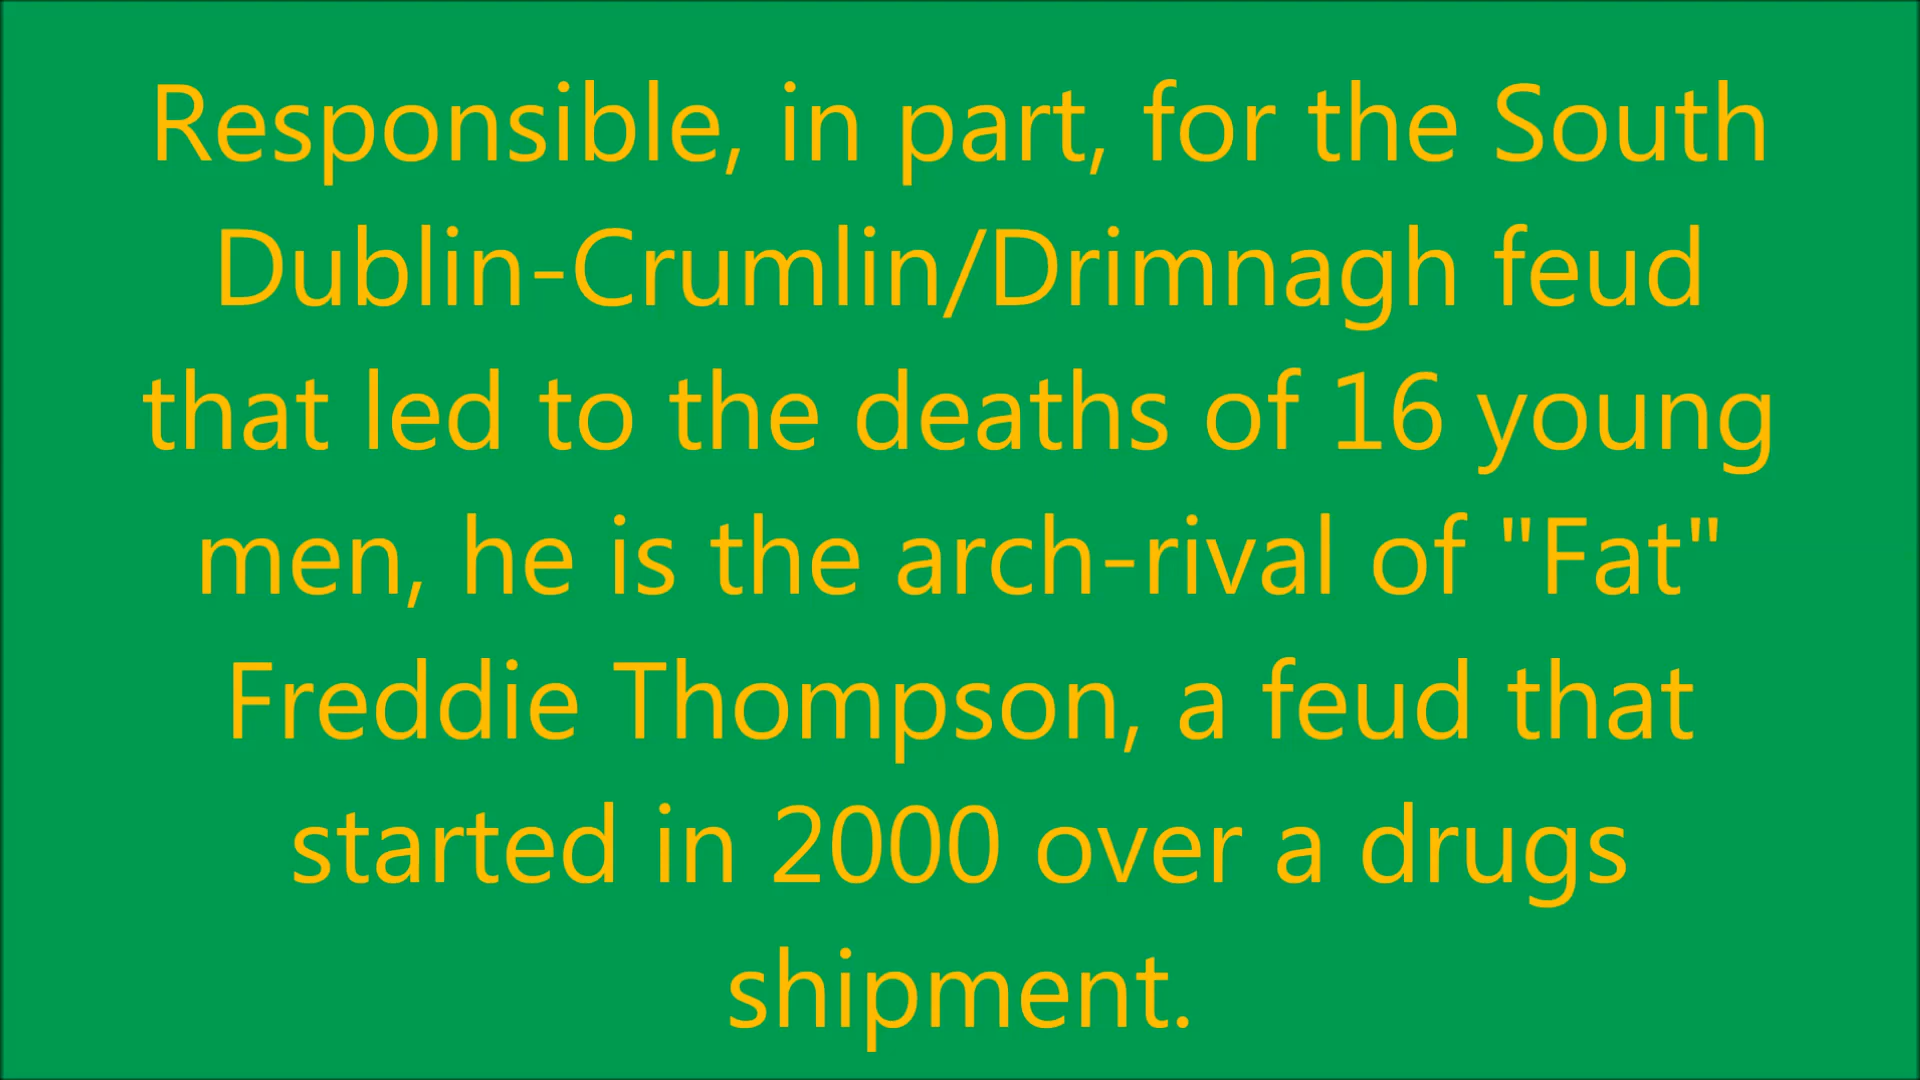 Responsible, in part, for the South
Dublin-Crumlin/Drimnagh feud
that led to the deaths of 16 young
men, he is the arch-rival of "Fat"
Freddie Thompson, a feud that
started in 2000 over a drugs
shipment.